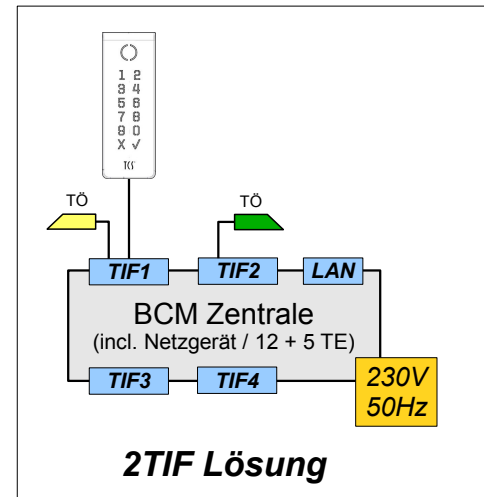 1 2
3 4
5 6
7 8
9 0
X ✓
TCS
TÖ
TÖ
TIF1
TIF2
LAN
BCM Zentrale
(incl. Netzgerät / 12 + 5 TE)
TIF3
TIF4
230V
50Hz
2TIF Lösung